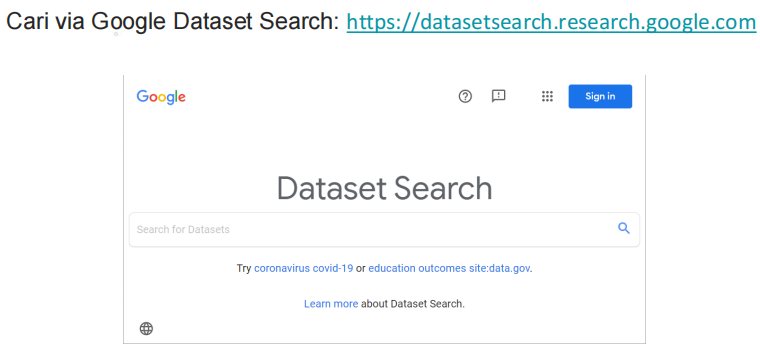 Cari via Google Dataset Search: https://datasetsearch.research.google.com
Google
Sign in
Dataset Search
Search for Datasets
Try coronavirus covid-19 or education outcomes site:data.gov.
Learn more about Dataset Search.